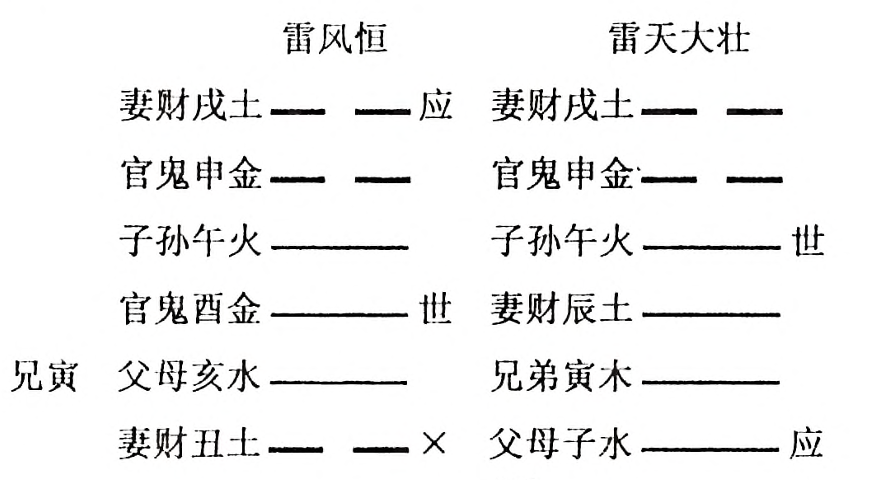 雷风恒 雷天大壮
妻财戌土 应 妻财戌土
官鬼申金 官鬼申金
子孙午火 子孙午火 世
官鬼酉金 世 妻财辰土
兄寅 父母亥水 兄弟寅木
妻财丑土 × 父母子水 应